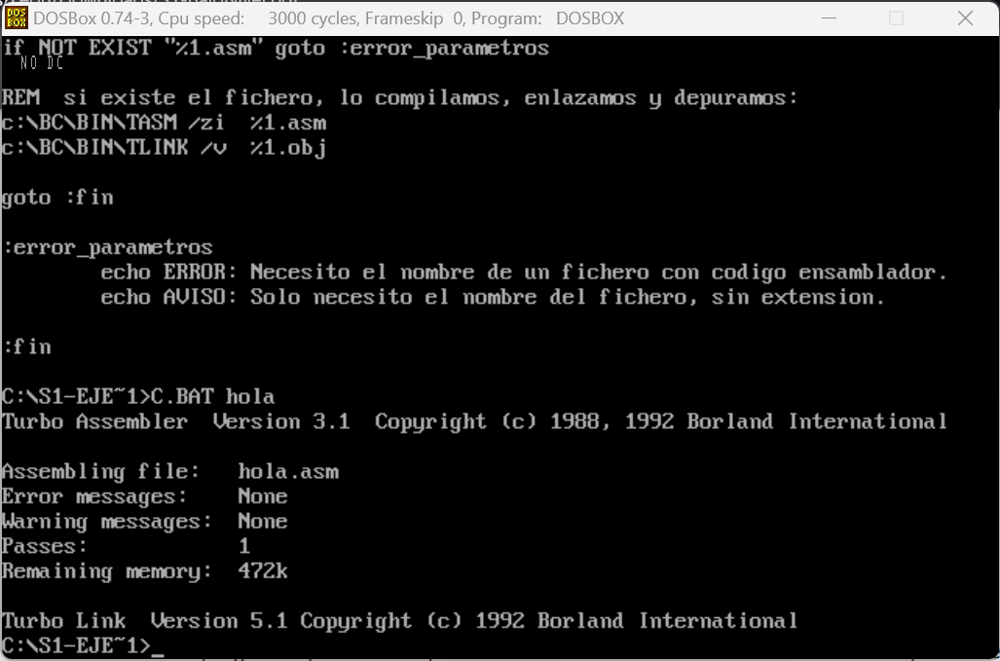 DOSBox 0.74-3, Cpu speed: 3000 cycles, Frameskip 0, Program: DOSBOX
if NOT EXIST "%1.asm" goto :error_parametros
NO DC
REM  si existe el fichero, lo compilamos, enlazamos y depuramos:
c:\BC\BIN\TASM /zi  %1.asm
c:\BC\BIN\TLINK /v  %1.obj
goto :fin
:error_parametros
echo ERROR: Necesito el nombre de un fichero con codigo ensamblador.
echo AVISO: Solo necesito el nombre del fichero, sin extension.
:fin
C:\S1-EJE~1>C.BAT hola
Turbo Assembler  Version 3.1  Copyright (c) 1988, 1992 Borland International
Assembling file:   hola.asm
Error messages:    None
Warning messages:  None
Passes:            1
Remaining memory:  472k
Turbo Link  Version 5.1 Copyright (c) 1992 Borland International
C:\S1-EJE~1>_